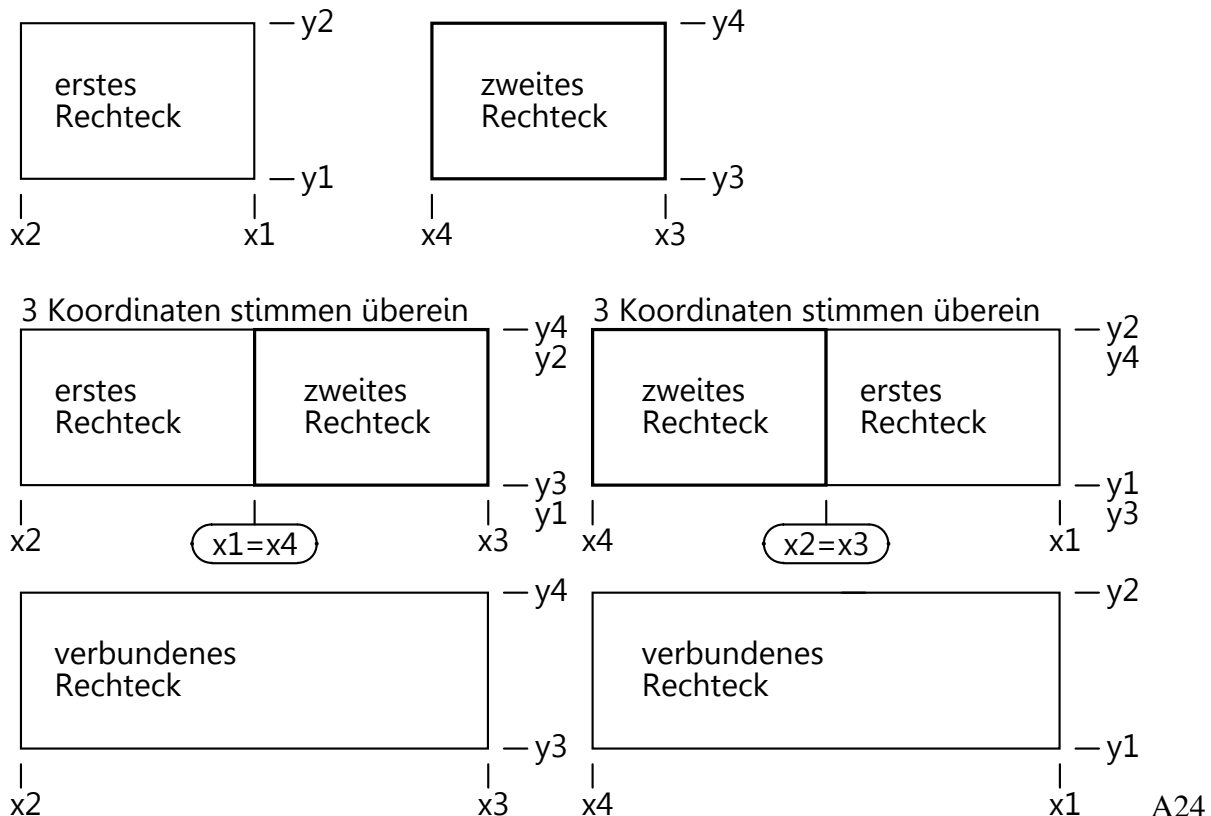 y2
y4
erstes
Rechteck
zweites
Rechteck
y1
y3
x2
x1
x4
x3
3 Koordinaten stimmen überein
3 Koordinaten stimmen überein
y4
y2
y2
y4
erstes
Rechteck
zweites
Rechteck
zweites
Rechteck
erstes
Rechteck
y3
y1
y1
y3
x2
x1=x4
x3
x4
x2=x3
x1
y4
y2
verbundenes
Rechteck
verbundenes
Rechteck
y3
y1
x2
x3
x4
x1
A24